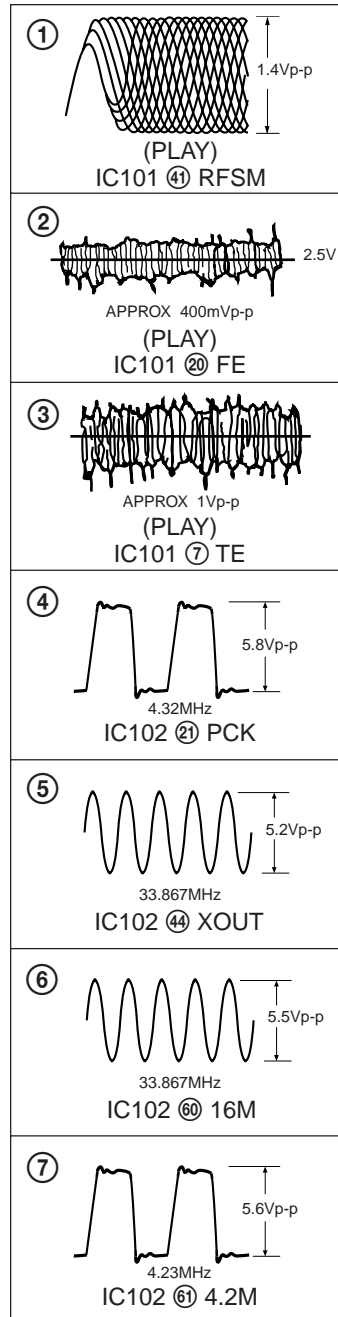 ①
1.4Vp-p
(PLAY)
IC101 ㊶ RFSM
②
2.5V
APPROX 400mVp-p
(PLAY)
IC101 ⑳ FE
③
APPROX 1Vp-p
(PLAY)
IC101 ⑦ TE
④
5.8Vp-p
4.32MHz
IC102 ㉑ PCK
⑤
5.2Vp-p
33.867MHz
IC102 ㊹ XOUT
⑥
5.5Vp-p
33.867MHz
IC102 60 16M
⑦
5.6Vp-p
4.23MHz
IC102 61 4.2M